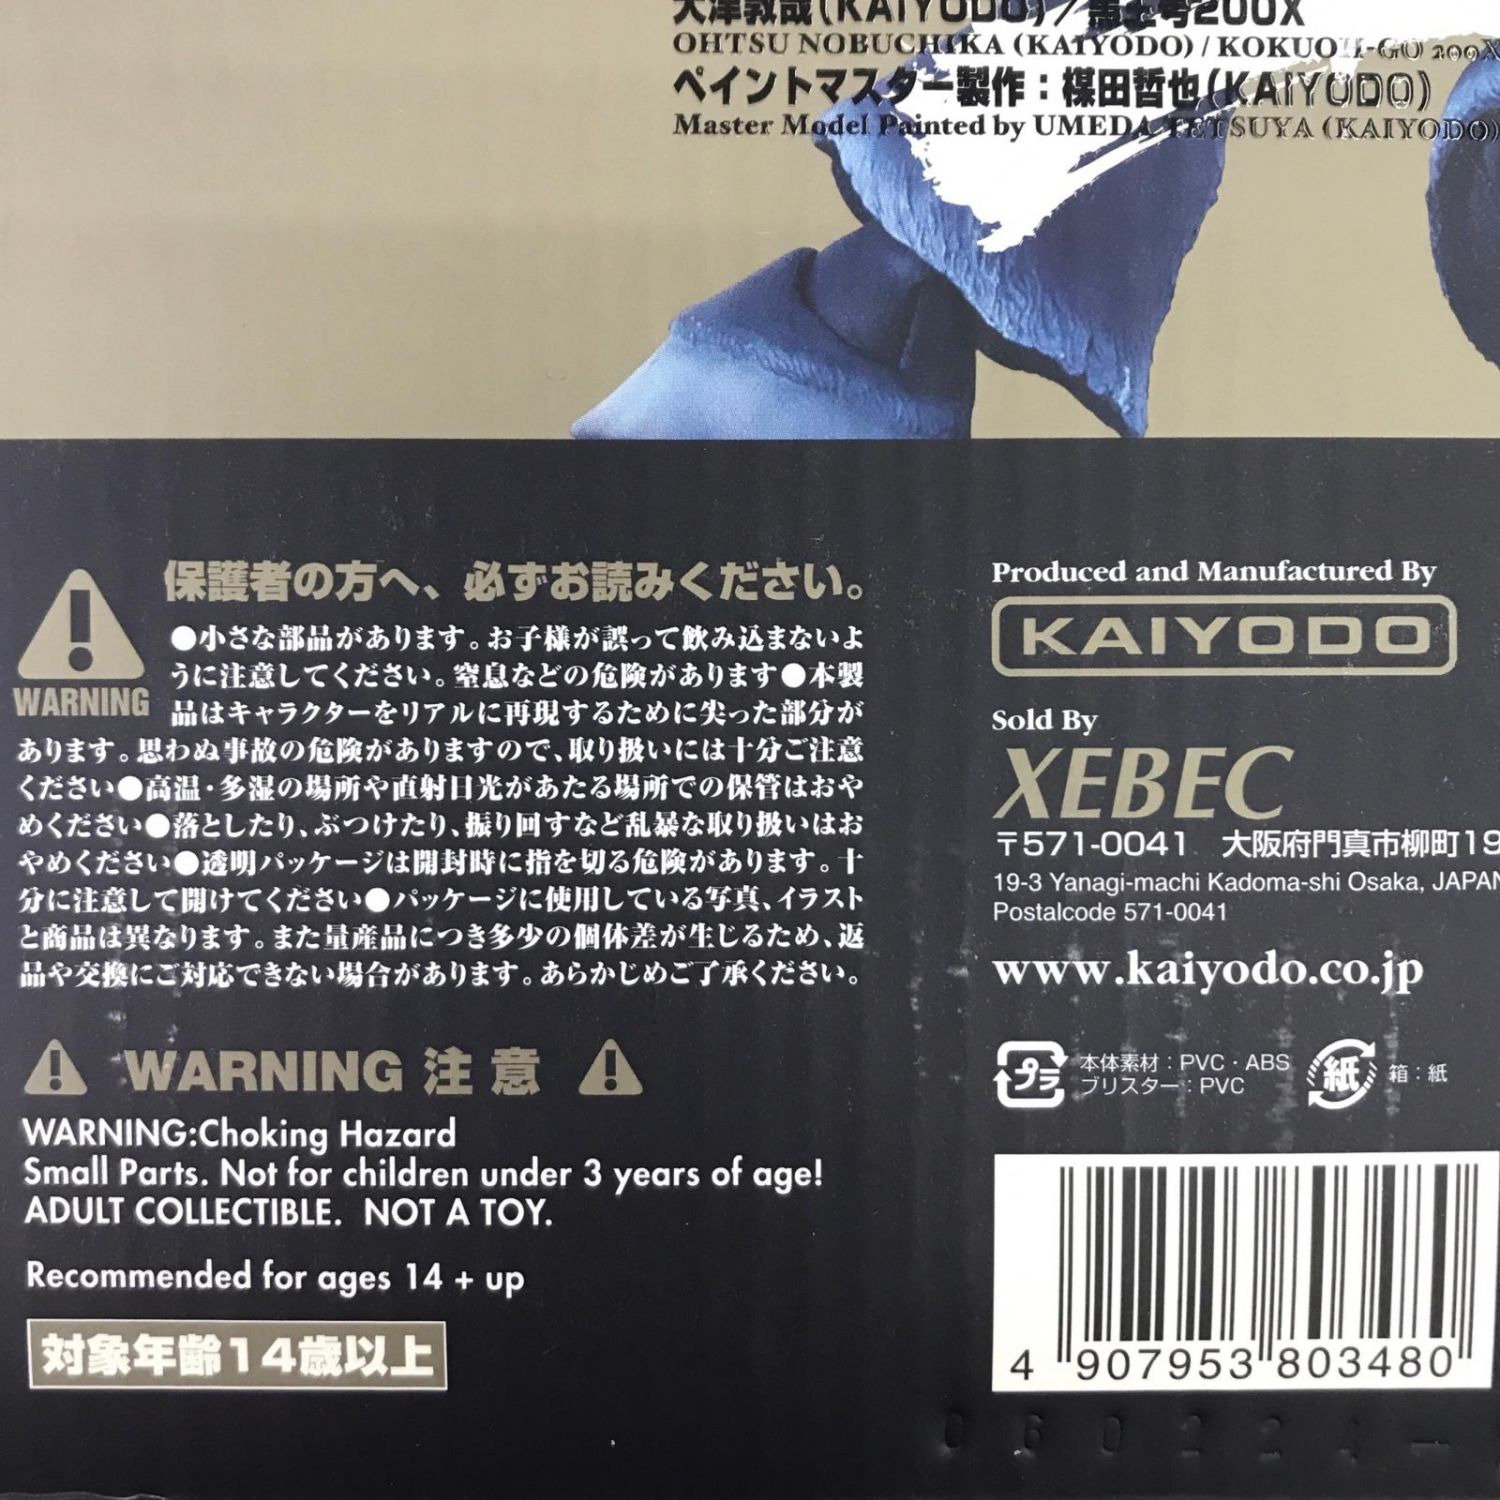 大津敦哉(KAIYODO)/黒王号200X
OHTSU NOBUCHIKA (KAIYODO) / KOKUOH-GO 200X
ペイントマスター製作：楳田哲也(KAIYODO)
Master Model Painted by UMEDA TETSUYA (KAIYODO)
WARNING
保護者の方へ、必ずお読みください。
●小さな部品があります。お子様が誤って飲み込まないよ
うに注意してください。窒息などの危険があります●本製
品はキャラクターをリアルに再現するために尖った部分が
あります。思わぬ事故の危険がありますので、取り扱いには十分ご注意
ください●高温・多湿の場所や直射日光があたる場所での保管はおや
めください●落としたり、ぶつけたり、振り回すなど乱暴な取り扱いはお
やめください●透明パッケージは開封時に指を切る危険があります。十
分に注意して開けてください●パッケージに使用している写真、イラスト
と商品は異なります。また量産品につき多少の個体差が生じるため、返
品や交換にご対応できない場合があります。あらかじめご了承ください。
WARNING 注意
WARNING:Choking Hazard
Small Parts. Not for children under 3 years of age!
ADULT COLLECTIBLE. NOT A TOY.
Recommended for ages 14 + up
対象年齢14歳以上
Produced and Manufactured By
KAIYODO
Sold By
XEBEC
〒571-0041 大阪府門真市柳町19
19-3 Yanagi-machi Kadoma-shi Osaka, JAPAN
Postalcode 571-0041
www.kaiyodo.co.jp
プラ
本体素材：PVC・ABS
ブリスター：PVC
紙
箱：紙
4 907953 803480